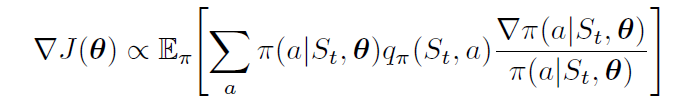 ∇J(θ) ∝ 𝔼_π [ ∑_a π(a|S_t, θ) q_π(S_t, a) ∇π(a|S_t, θ) / π(a|S_t, θ) ]